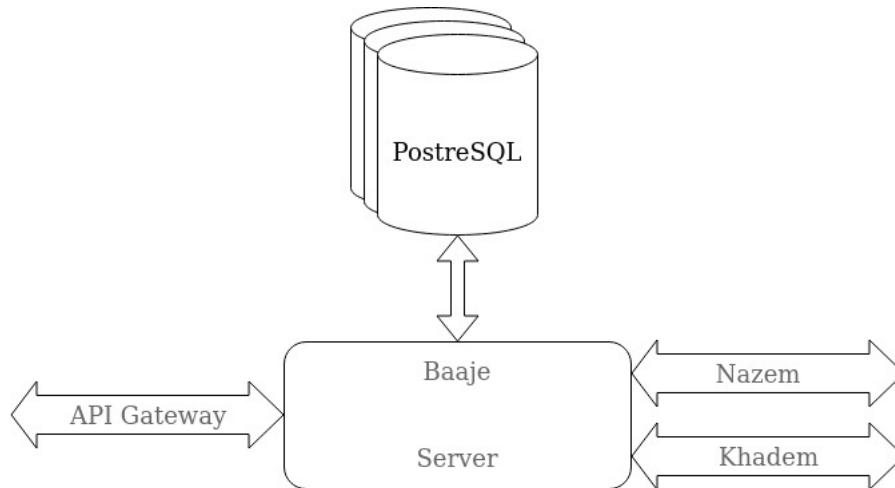 PostreSQL
Baaje
Nazem
API Gateway
Server
Khadem